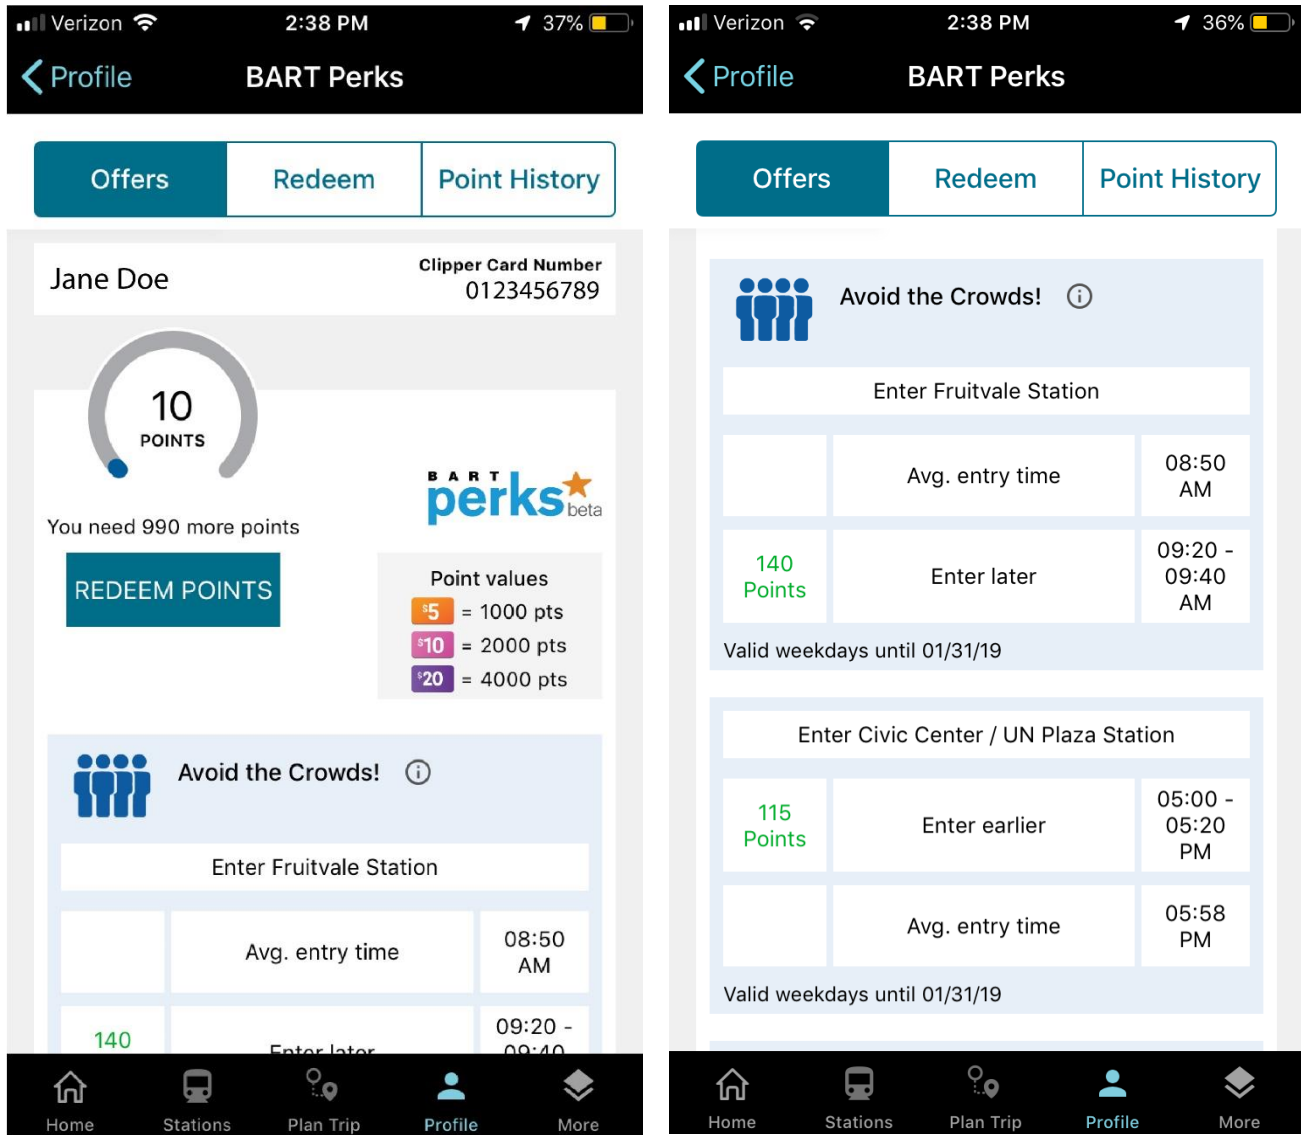 Verizon 2:38 PM 37%
Profile BART Perks
Offers Redeem Point History
Jane Doe
Clipper Card Number
0123456789
10
POINTS
You need 990 more points
REDEEM POINTS
BART
perks
beta
Point values
$5 = 1000 pts
$10 = 2000 pts
$20 = 4000 pts
Avoid the Crowds!
Enter Fruitvale Station
Avg. entry time
08:50
AM
140
Enter later
09:20 -
09:40
Home Stations Plan Trip Profile More
Verizon 2:38 PM 36%
Profile BART Perks
Offers Redeem Point History
Avoid the Crowds!
Enter Fruitvale Station
Avg. entry time
08:50
AM
140
Points
Enter later
09:20 -
09:40
AM
Valid weekdays until 01/31/19
Enter Civic Center / UN Plaza Station
115
Points
Enter earlier
05:00 -
05:20
PM
Avg. entry time
05:58
PM
Valid weekdays until 01/31/19
Home Stations Plan Trip Profile More